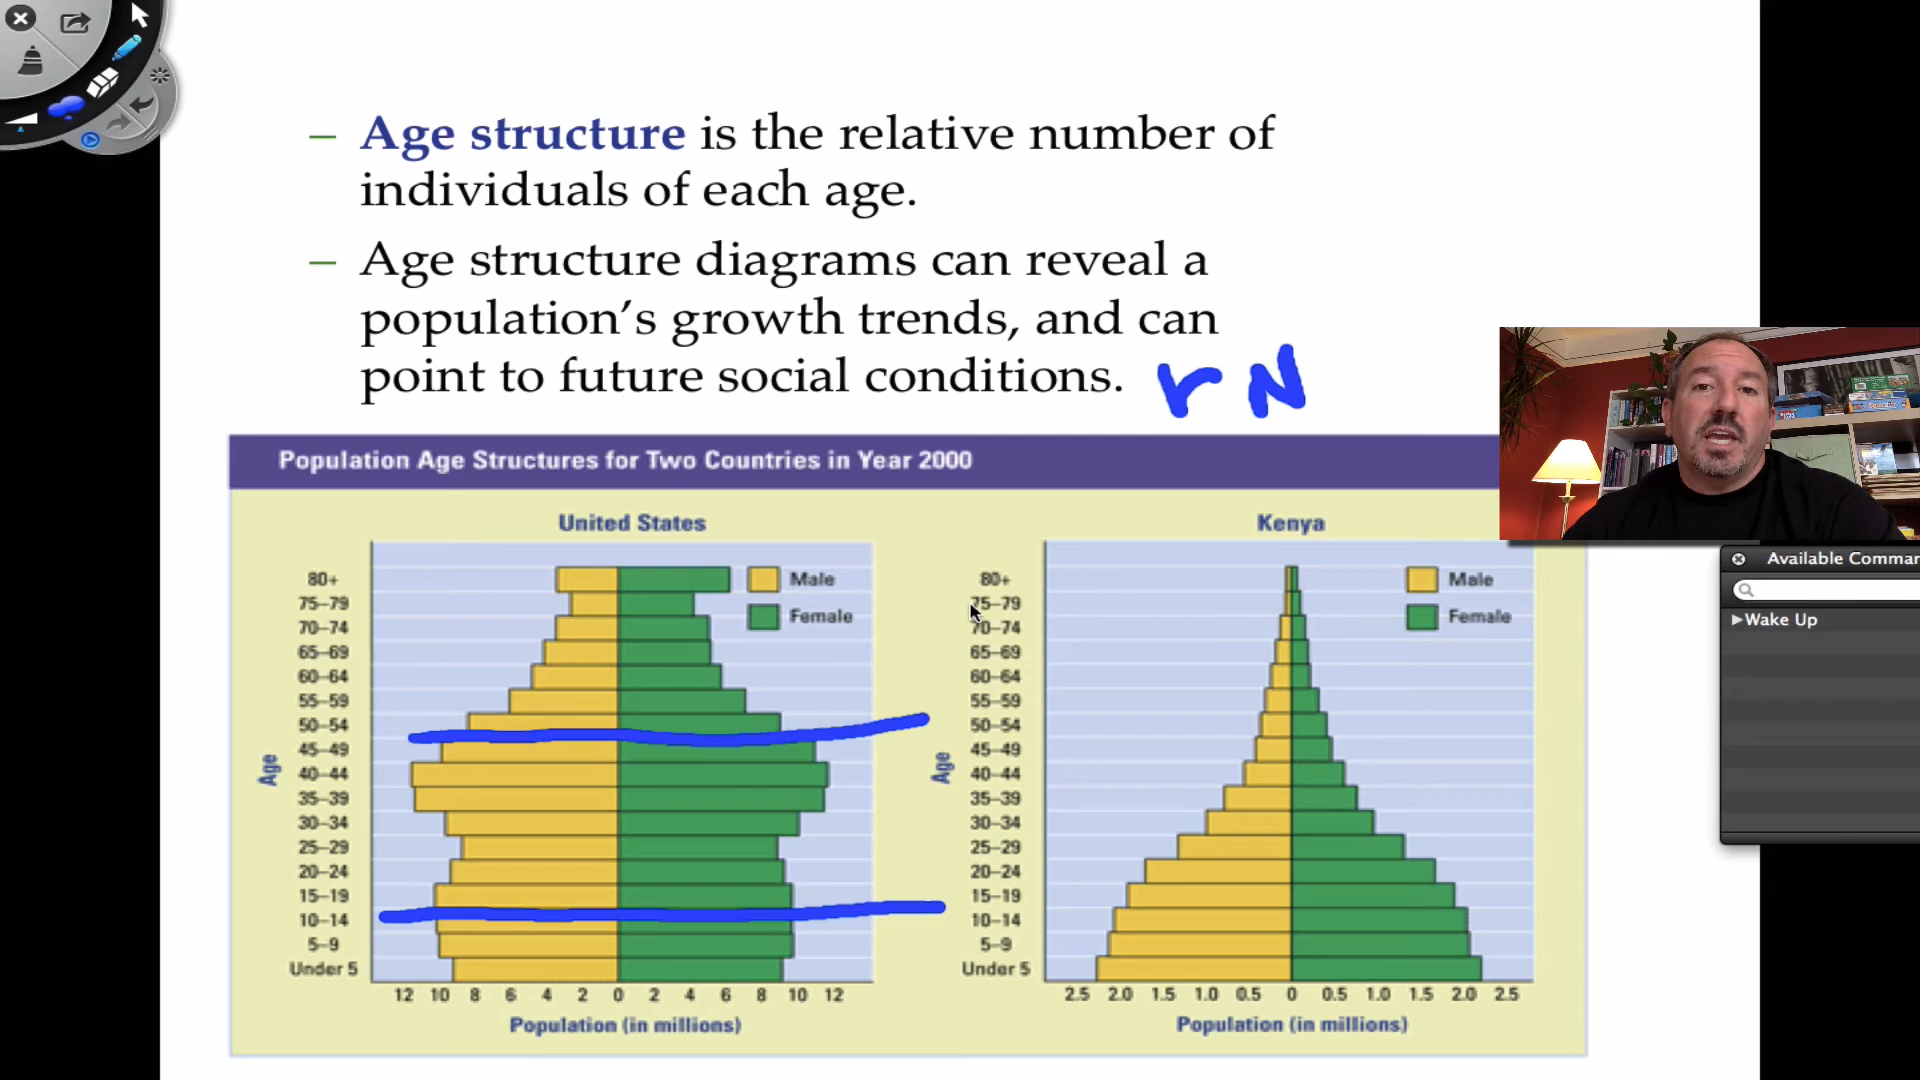 – Age structure is the relative number of
individuals of each age.
– Age structure diagrams can reveal a
population’s growth trends, and can
point to future social conditions. r N
Population Age Structures for Two Countries in Year 2000
United States
80+
75–79
70–74
65–69
60–64
55–59
50–54
45–49
40–44
35–39
30–34
25–29
20–24
15–19
10–14
5–9
Under 5
Age
Male
Female
12 10 8 6 4 2 0 2 4 6 8 10 12
Population (in millions)
Kenya
80+
75–79
70–74
65–69
60–64
55–59
50–54
45–49
40–44
35–39
30–34
25–29
20–24
15–19
10–14
5–9
Under 5
Age
Male
Female
2.5 2.0 1.5 1.0 0.5 0 0.5 1.0 1.5 2.0 2.5
Population (in millions)
Available Commar
Wake Up